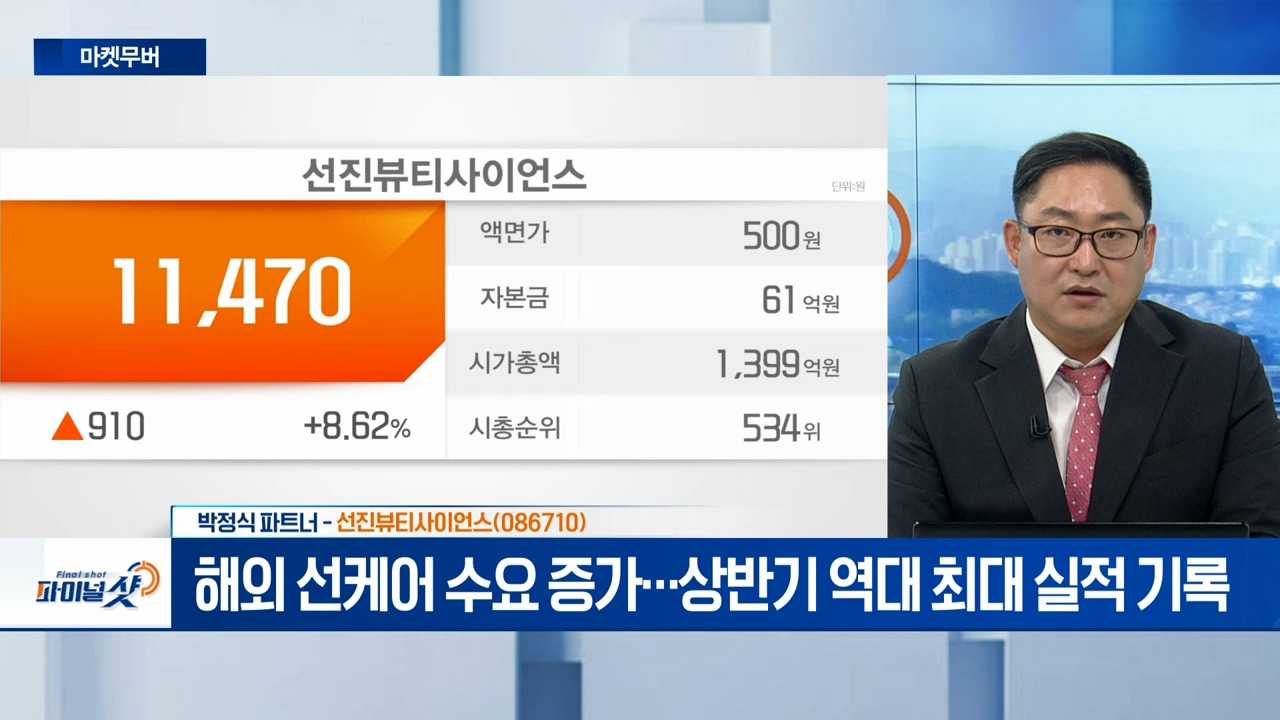 마켓무버
선진뷰티사이언스
단위:원
11,470
▲910 +8.62%
액면가 500원
자본금 61억원
시가총액 1,399억원
시총순위 534위
박정식 파트너 - 선진뷰티사이언스(086710)
Final shot
파이널샷
해외 선케어 수요 증가…상반기 역대 최대 실적 기록